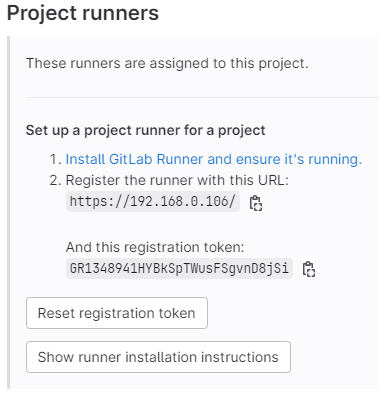 Project runners
These runners are assigned to this project.
Set up a project runner for a project
1. Install GitLab Runner and ensure it's running.
2. Register the runner with this URL:
https://192.168.0.106/
And this registration token:
GR1348941HYBkSpTWusFSgvnD8jSi
Reset registration token
Show runner installation instructions